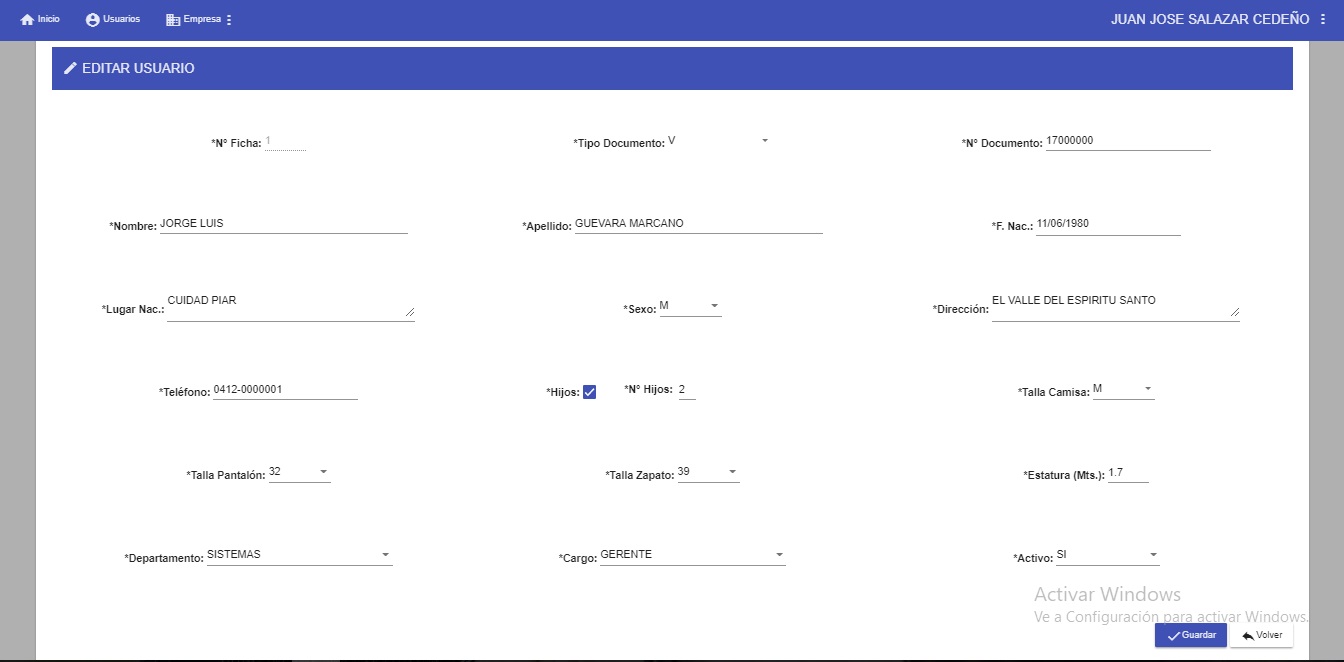 Inicio Usuarios Empresa JUAN JOSE SALAZAR CEDEÑO
EDITAR USUARIO
*Nº Ficha: 1 *Tipo Documento: V *Nº Documento: 17000000
*Nombre: JORGE LUIS *Apellido: GUEVARA MARCANO *F. Nac.: 11/06/1980
*Lugar Nac.: CUIDAD PIAR *Sexo: M *Dirección: EL VALLE DEL ESPIRITU SANTO
*Teléfono: 0412-0000001 *Hijos: *Nº Hijos: 2 *Talla Camisa: M
*Talla Pantalón: 32 *Talla Zapato: 39 *Estatura (Mts.): 1.7
*Departamento: SISTEMAS *Cargo: GERENTE *Activo: SI
Activar Windows
Ve a Configuración para activar Windows.
Guardar Volver